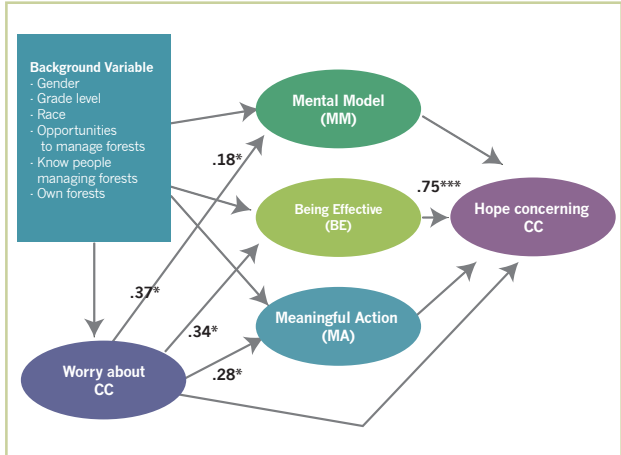 Background Variable
- Gender
- Grade level
- Race
- Opportunities
to manage forests
- Know people
managing forests
- Own forests
Mental Model
(MM)
.18*
.75***
Being Effective
(BE)
Hope concerning
CC
.37*
.34*
Meaningful Action
(MA)
.28*
Worry about
CC